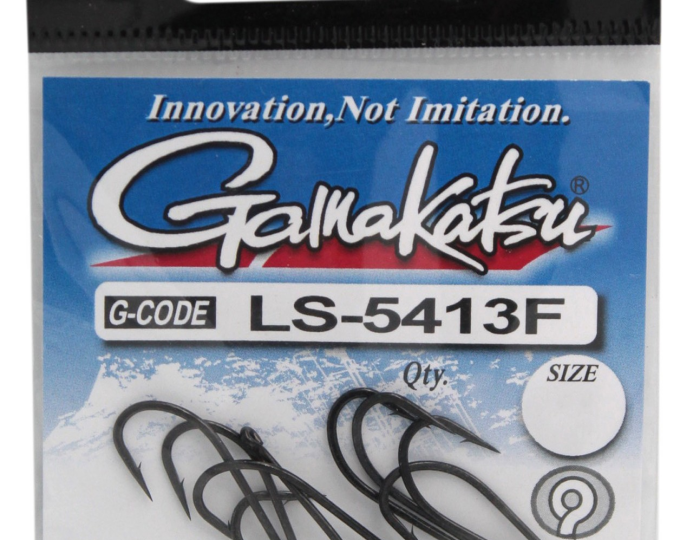 Innovation,Not Imitation.
Gamakatsu®
G-CODE LS-5413F
Qty. SIZE